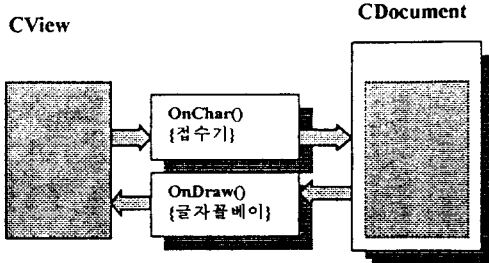 CDocument
CView
OnChar()
{접수기}
OnDraw()
{글자꼴베이}